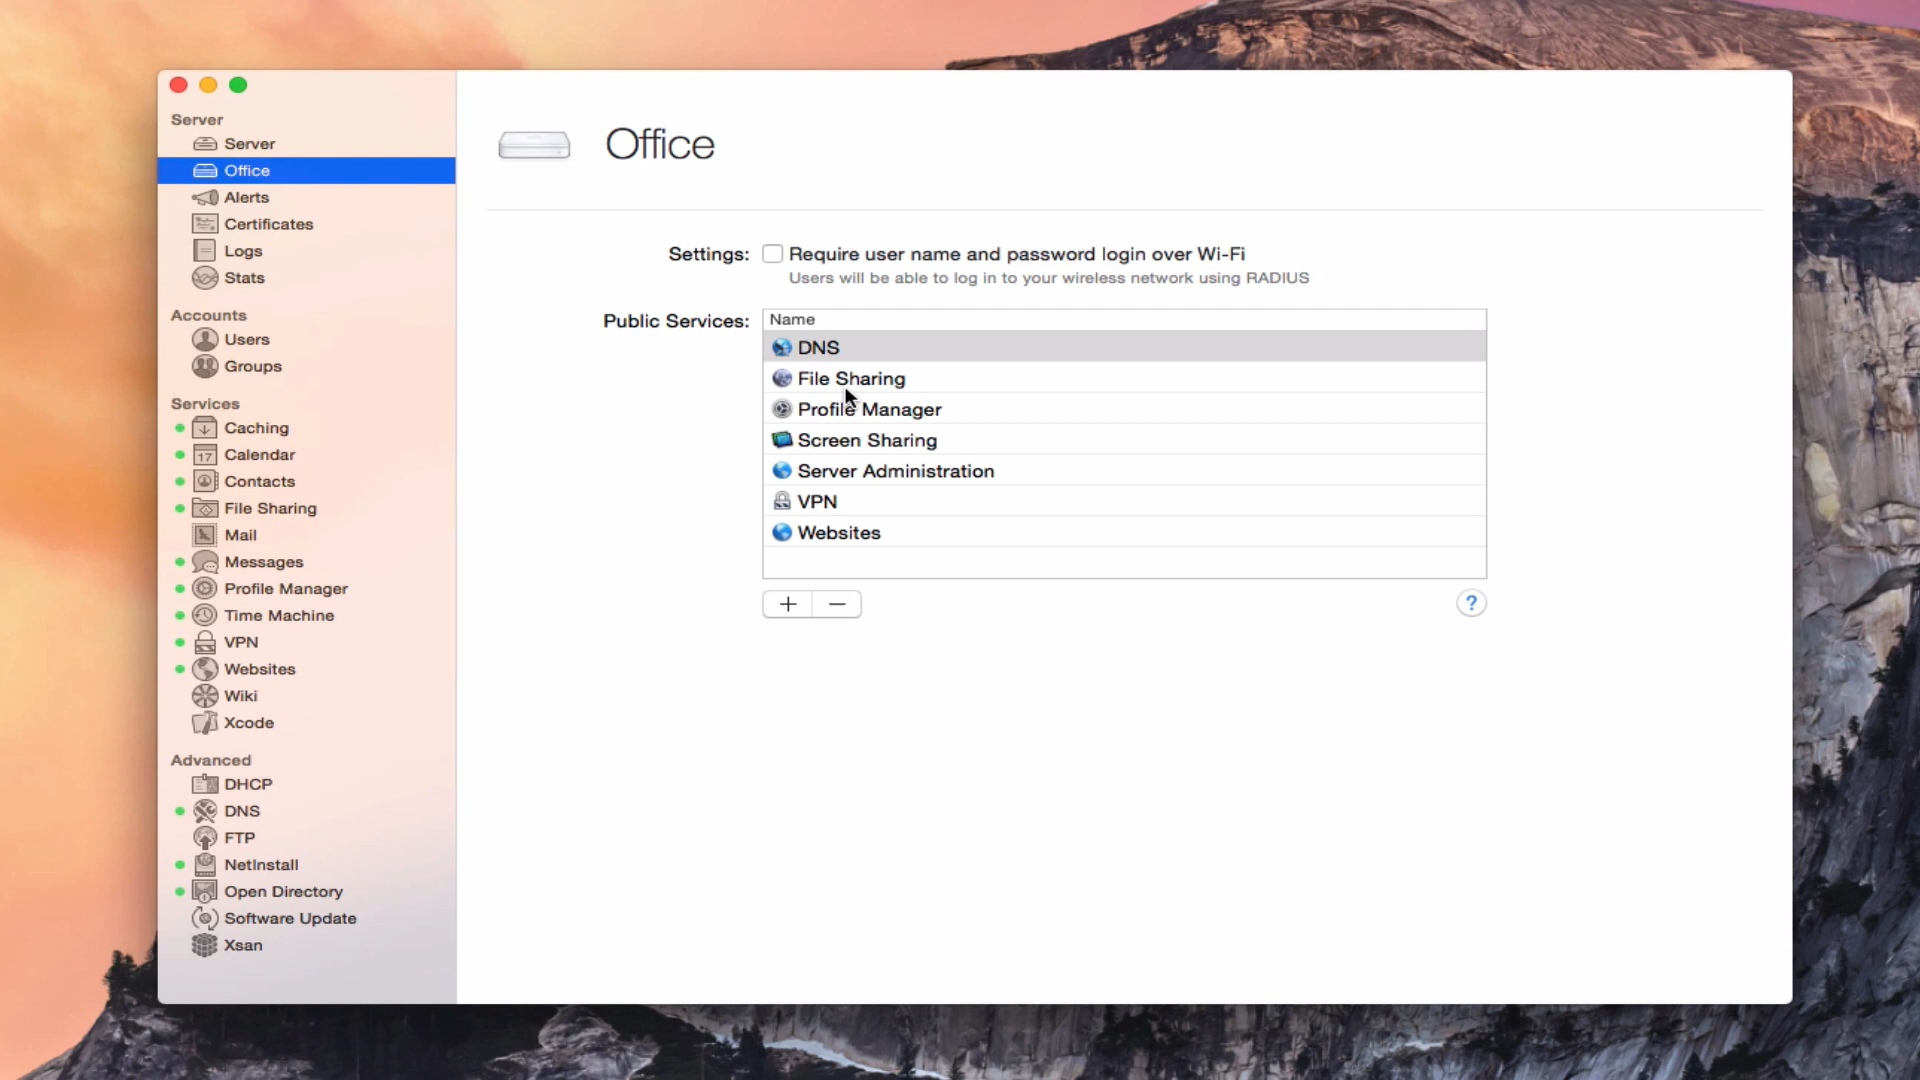 Server
Server
Office
Alerts
Certificates
Logs
Stats
Accounts
Users
Groups
Services
Caching
17
Calendar
Contacts
File Sharing
Mail
Messages
Profile Manager
Time Machine
VPN
Websites
Wiki
Xcode
Advanced
DHCP
DNS
FTP
NetInstall
Open Directory
Software Update
Xsan
Office
Settings: Require user name and password login over Wi-Fi
Users will be able to log in to your wireless network using RADIUS
Public Services: Name
DNS
File Sharing
Profile Manager
Screen Sharing
Server Administration
VPN
Websites
+ −
?